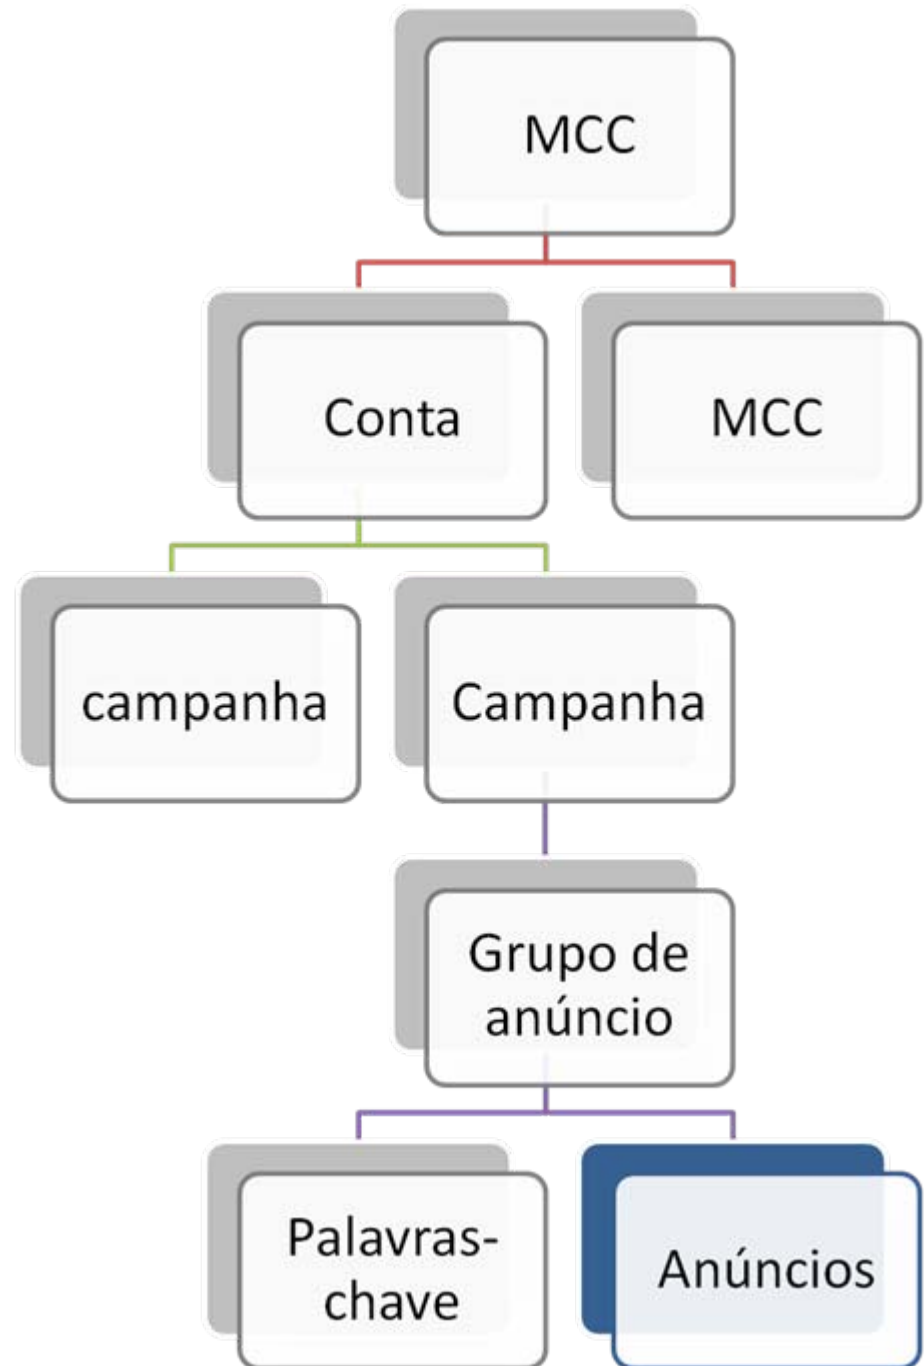 MCC
Conta
MCC
campanha
Campanha
Grupo de
anúncio
Palavras-
chave
Anúncios